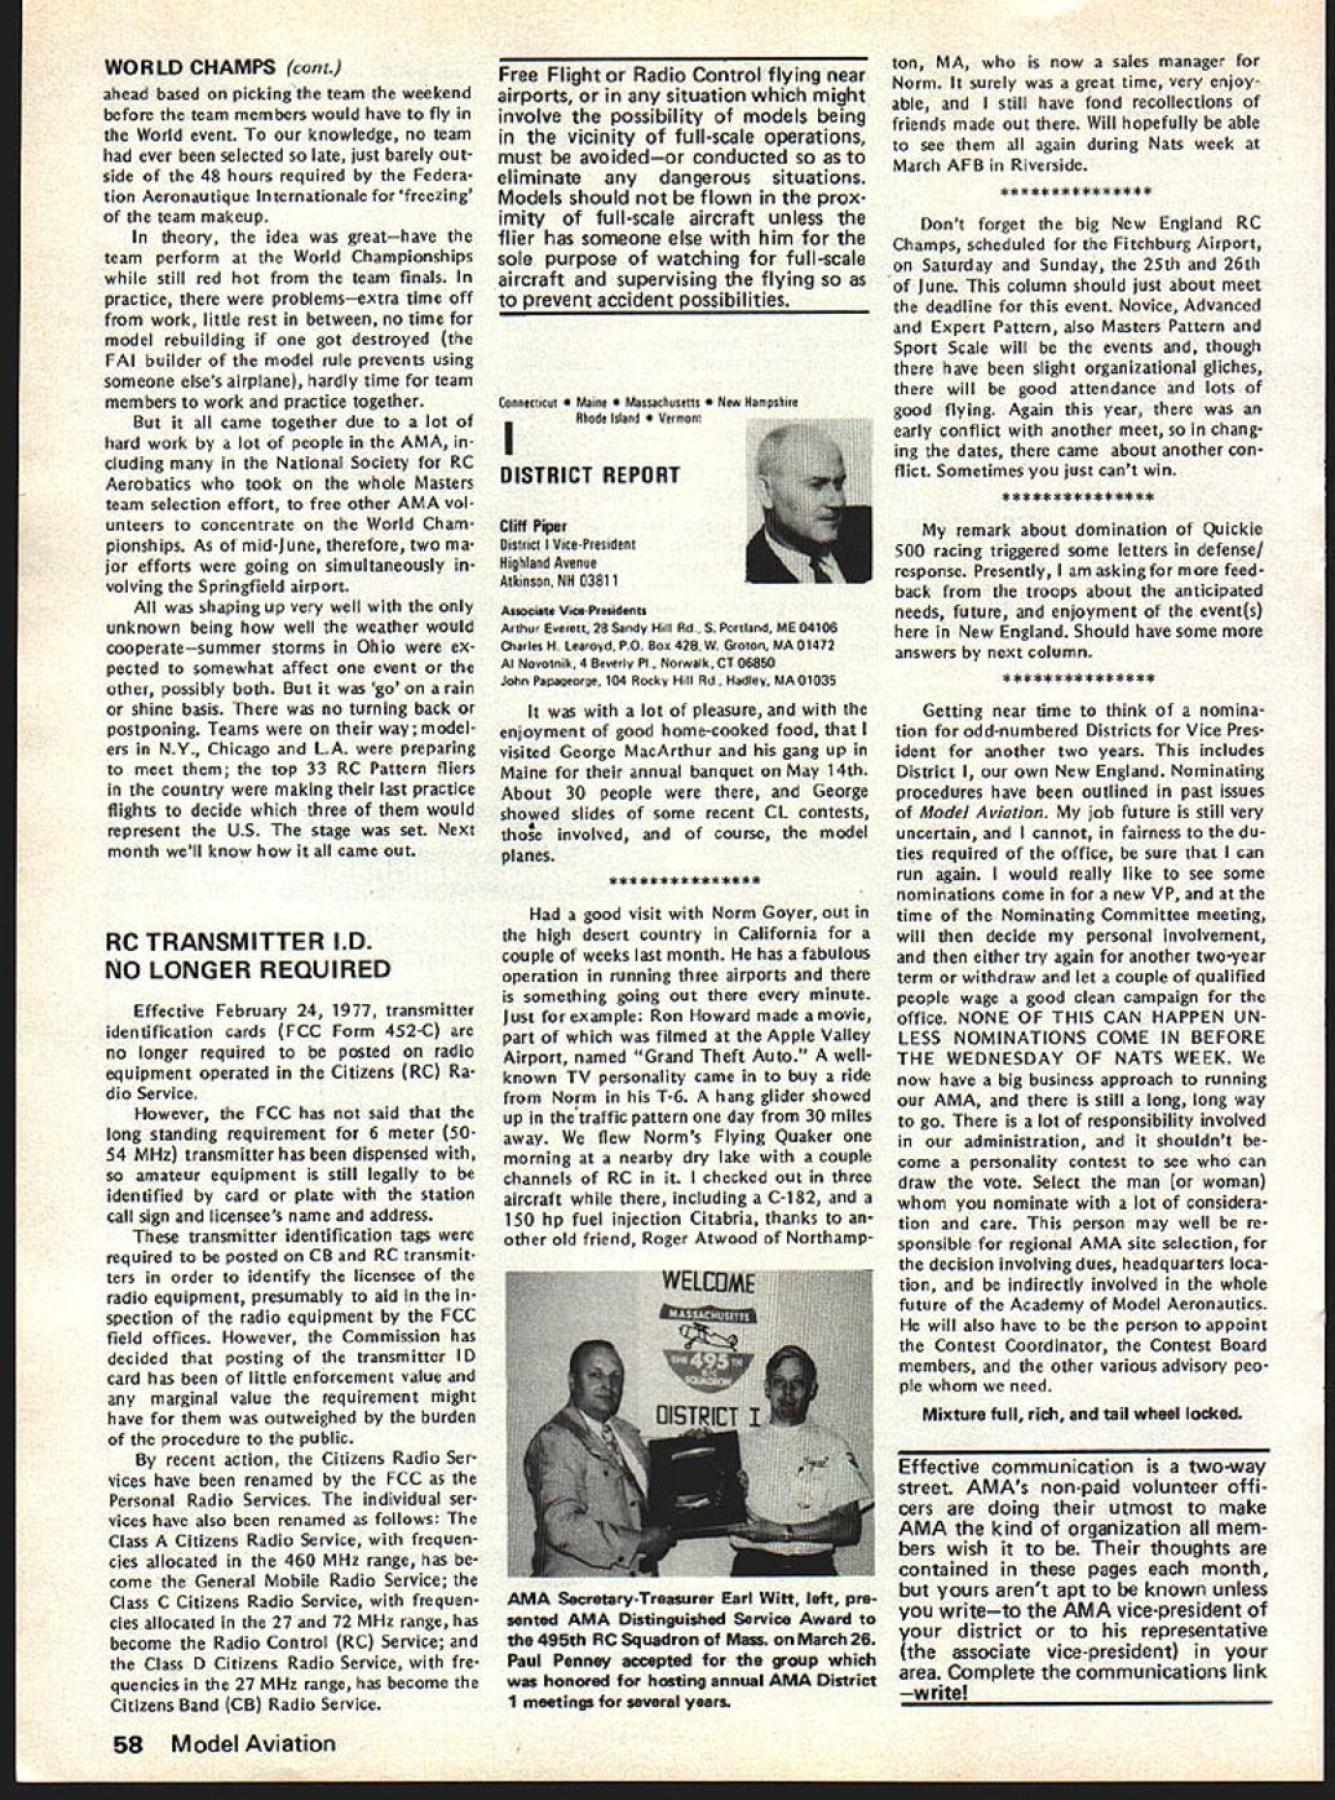 WORLD CHAMPS (cont.)
ahead based on picking the team the weekend
before the team members would have to fly in
the World event. To our knowledge, no team
had ever been selected so late, just barely out-
side of the 48 hours required by the Federa-
tion Aeronautique Internationale for 'freezing'
of the team makeup.
In theory, the idea was great—have the
team perform at the World Championships
while still red hot from the team finals. In
practice, there were problems—extra time off
from work, little rest in between, no time for
model rebuilding if one got destroyed (the
FAI builder of the model rule prevents using
someone else's airplane), hardly time for team
members to work and practice together.
But it all came together due to a lot of
hard work by a lot of people in the AMA, in-
cluding many in the National Society for RC
Aerobatics who took on the whole Masters
team selection effort, to free other AMA vol-
unteers to concentrate on the World Cham-
pionships. As of mid-June, therefore, two ma-
jor efforts were going on simultaneously in-
volving the Springfield airport.
All was shaping up very well with the only
unknown being how well the weather would
cooperate—summer storms in Ohio were ex-
pected to somewhat affect one event or the
other, possibly both. But it was 'go' on a rain
or shine basis. There was no turning back or
postponing. Teams were on their way; model-
ers in N.Y., Chicago and L.A. were preparing
to meet them; the top 33 RC Pattern fliers
in the country were making their last practice
flights to decide which three of them would
represent the U.S. The stage was set. Next
month we'll know how it all came out.
RC TRANSMITTER I.D.
NO LONGER REQUIRED
Effective February 24, 1977, transmitter
identification cards (FCC Form 452-C) are
no longer required to be posted on radio
equipment operated in the Citizens (RC) Ra-
dio Service.
However, the FCC has not said that the
long standing requirement for 6 meter (50-
54 MHz) transmitter has been dispensed with,
so amateur equipment is still legally to be
identified by card or plate with the station
call sign and licensee's name and address.
These transmitter identification tags were
required to be posted on CB and RC transmit-
ters in order to identify the licensee of the
radio equipment, presumably to aid in the in-
spection of the radio equipment by the FCC
field offices. However, the Commission has
decided that posting of the transmitter ID
card has been of little enforcement value and
any marginal value the requirement might
have for them was outweighed by the burden
of the procedure to the public.
By recent action, the Citizens Radio Ser-
vices have been renamed by the FCC as the
Personal Radio Services. The individual ser-
vices have also been renamed as follows: The
Class A Citizens Radio Service, with frequen-
cies allocated in the 460 MHz range, has be-
come the General Mobile Radio Service; the
Class C Citizens Radio Service, with frequen-
cies allocated in the 27 and 72 MHz range, has
become the Radio Control (RC) Service; and
the Class D Citizens Radio Service, with fre-
quencies in the 27 MHz range, has become the
Citizens Band (CB) Radio Service.
Free Flight or Radio Control flying near
airports, or in any situation which might
involve the possibility of models being
in the vicinity of full-scale operations,
must be avoided—or conducted so as to
eliminate any dangerous situations.
Models should not be flown in the prox-
imity of full-scale aircraft unless the
flier has someone else with him for the
sole purpose of watching for full-scale
aircraft and supervising the flying so as
to prevent accident possibilities.
Connecticut • Maine • Massachusetts • New Hampshire
Rhode Island • Vermont
I
DISTRICT REPORT
Cliff Piper
District I Vice-President
Highland Avenue
Atkinson, NH 03811
Associate Vice-Presidents
Arthur Everett, 28 Sandy Hill Rd., S. Portland, ME 04106
Charles H. Learoyd, P.O. Box 428, W. Groton, MA 01472
Al Novotnik, 4 Beverly Pl., Norwalk, CT 06850
John Papageorge, 104 Rocky Hill Rd., Hadley, MA 01035
It was with a lot of pleasure, and with the
enjoyment of good home-cooked food, that I
visited George MacArthur and his gang up in
Maine for their annual banquet on May 14th.
About 30 people were there, and George
showed slides of some recent CL contests,
those involved, and of course, the model
planes.
***************
Had a good visit with Norm Goyer, out in
the high desert country in California for a
couple of weeks last month. He has a fabulous
operation in running three airports and there
is something going out there every minute.
Just for example: Ron Howard made a movie,
part of which was filmed at the Apple Valley
Airport, named "Grand Theft Auto." A well-
known TV personality came in to buy a ride
from Norm in his T-6. A hang glider showed
up in the traffic pattern one day from 30 miles
away. We flew Norm's Flying Quaker one
morning at a nearby dry lake with a couple
channels of RC in it. I checked out in three
aircraft while there, including a C-182, and a
150 hp fuel injection Citabria, thanks to an-
other old friend, Roger Atwood of Northamp-
WELCOME
MASSACHUSETTS
THE 495TH
RC
SQUADRON
DISTRICT I
AMA Secretary-Treasurer Earl Witt, left, pre-
sented AMA Distinguished Service Award to
the 495th RC Squadron of Mass. on March 26.
Paul Penney accepted for the group which
was honored for hosting annual AMA District
1 meetings for several years.
ton, MA, who is now a sales manager for
Norm. It surely was a great time, very enjoy-
able, and I still have fond recollections of
friends made out there. Will hopefully be able
to see them all again during Nats week at
March AFB in Riverside.
***************
Don't forget the big New England RC
Champs, scheduled for the Fitchburg Airport,
on Saturday and Sunday, the 25th and 26th
of June. This column should just about meet
the deadline for this event. Novice, Advanced
and Expert Pattern, also Masters Pattern and
Sport Scale will be the events and, though
there have been slight organizational gliches,
there will be good attendance and lots of
good flying. Again this year, there was an
early conflict with another meet, so in chang-
ing the dates, there came about another con-
flict. Sometimes you just can't win.
***************
My remark about domination of Quickie
500 racing triggered some letters in defense/
response. Presently, I am asking for more feed-
back from the troops about the anticipated
needs, future, and enjoyment of the event(s)
here in New England. Should have some more
answers by next column.
***************
Getting near time to think of a nomina-
tion for odd-numbered Districts for Vice Pres-
ident for another two years. This includes
District I, our own New England. Nominating
procedures have been outlined in past issues
of Model Aviation. My job future is still very
uncertain, and I cannot, in fairness to the du-
ties required of the office, be sure that I can
run again. I would really like to see some
nominations come in for a new VP, and at the
time of the Nominating Committee meeting,
will then decide my personal involvement,
and then either try again for another two-year
term or withdraw and let a couple of qualified
people wage a good clean campaign for the
office. NONE OF THIS CAN HAPPEN UN-
LESS NOMINATIONS COME IN BEFORE
THE WEDNESDAY OF NATS WEEK. We
now have a big business approach to running
our AMA, and there is still a long, long way
to go. There is a lot of responsibility involved
in our administration, and it shouldn't be-
come a personality contest to see who can
draw the vote. Select the man (or woman)
whom you nominate with a lot of considera-
tion and care. This person may well be re-
sponsible for regional AMA site selection, for
the decision involving dues, headquarters loca-
tion, and be indirectly involved in the whole
future of the Academy of Model Aeronautics.
He will also have to be the person to appoint
the Contest Coordinator, the Contest Board
members, and the other various advisory peo-
ple whom we need.
Mixture full, rich, and tail wheel locked.
Effective communication is a two-way
street. AMA's non-paid volunteer offi-
cers are doing their utmost to make
AMA the kind of organization all mem-
bers wish it to be. Their thoughts are
contained in these pages each month,
but yours aren't apt to be known unless
you write—to the AMA vice-president of
your district or to his representative
(the associate vice-president) in your
area. Complete the communications link
—write!
58 Model Aviation